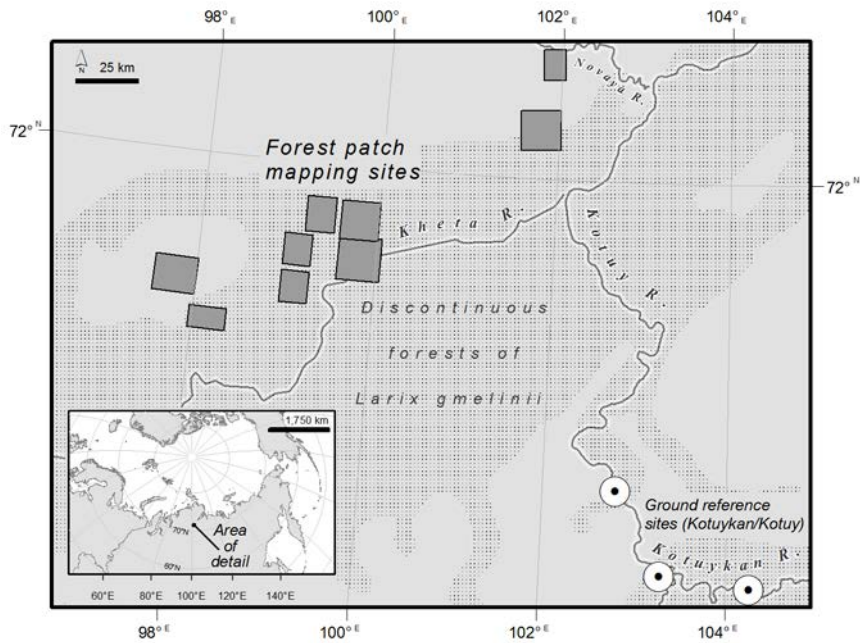 98° E 100° E 102° E 104° E
N
25 km
Novaya R.
72° N
Forest patch
mapping sites
72° N
Kheta R.
Kotuy R.
Discontinuous
forests of
Larix gmelinii
1,750 km
Ground reference
sites (Kotuykan/Kotuy)
Area
of
detail
70°N
60°N
Kotuykan R.
60°E 80°E 100°E 120°E 140°E
98° E 100° E 102° E 104° E